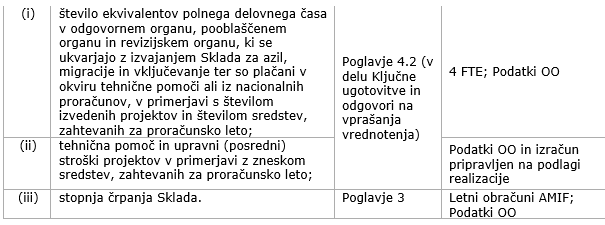 (i)
število ekvivalentov polnega delovnega časa
v odgovornem organu, pooblaščenem
organu in revizijskem organu, ki se
ukvarjajo z izvajanjem Sklada za azil,
migracije in vključevanje ter so plačani v
okviru tehnične pomoči ali iz nacionalnih
proračunov, v primerjavi s številom
izvedenih projektov in številom sredstev,
zahtevanih za proračunsko leto;
Poglavje 4.2 (v
delu Ključne
ugotovitve in
odgovori na
vprašanja
vrednotenja)
4 FTE; Podatki OO
(ii)
tehnična pomoč in upravni (posredni)
stroški projektov v primerjavi z zneskom
sredstev, zahtevanih za proračunsko leto;
Podatki OO in izračun
pripravljen na podlagi
realizacije
(iii)
stopnja črpanja Sklada.
Poglavje 3
Letni obračuni AMIF;
Podatki OO